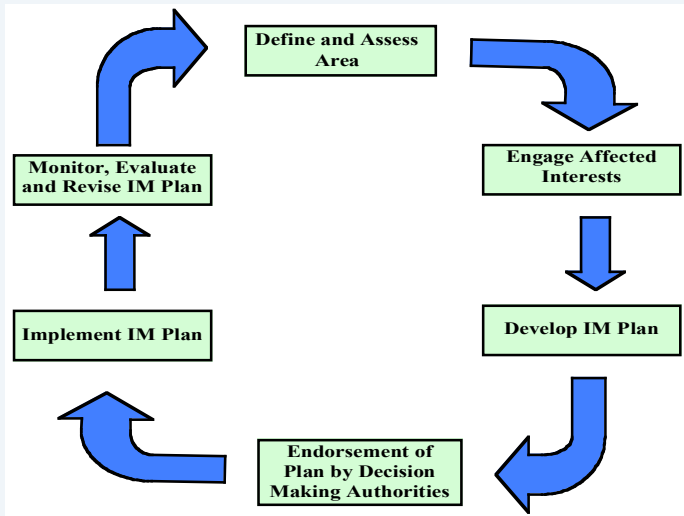 Define and Assess
Area
Engage Affected
Interests
Develop IM Plan
Endorsement of
Plan by Decision
Making Authorities
Implement IM Plan
Monitor, Evaluate
and Revise IM Plan